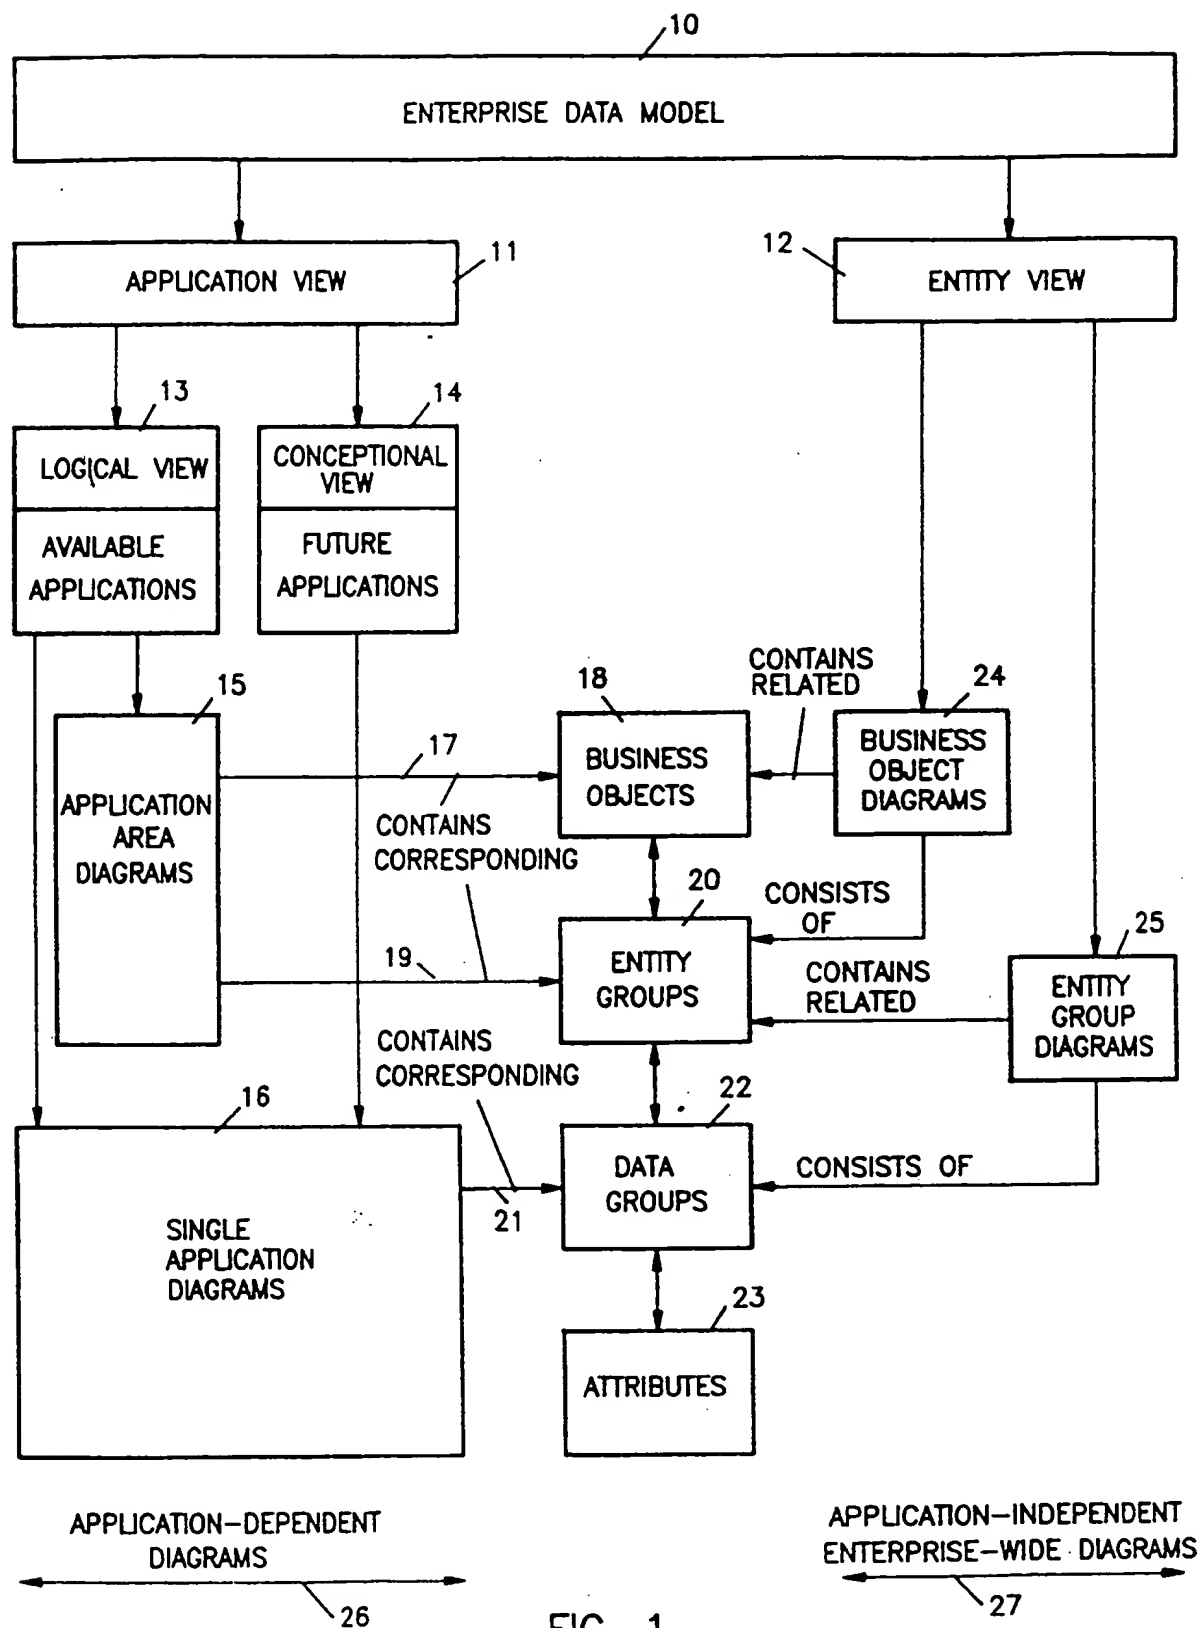 10
ENTERPRISE DATA MODEL
11
12
APPLICATION VIEW
ENTITY VIEW
13
14
LOGICAL VIEW
CONCEPTIONAL
VIEW
AVAILABLE
APPLICATIONS
FUTURE
APPLICATIONS
15
17
18
CONTAINS
RELATED
24
APPLICATION
AREA
DIAGRAMS
BUSINESS
OBJECTS
BUSINESS
OBJECT
DIAGRAMS
CONTAINS
CORRESPONDING
20
CONSISTS
OF
19
ENTITY
GROUPS
CONTAINS
RELATED
25
ENTITY
GROUP
DIAGRAMS
CONTAINS
CORRESPONDING
16
22
SINGLE
APPLICATION
DIAGRAMS
21
DATA
GROUPS
CONSISTS OF
23
ATTRIBUTES
APPLICATION-DEPENDENT
DIAGRAMS
26
APPLICATION-INDEPENDENT
ENTERPRISE-WIDE DIAGRAMS
27
FIG. 1